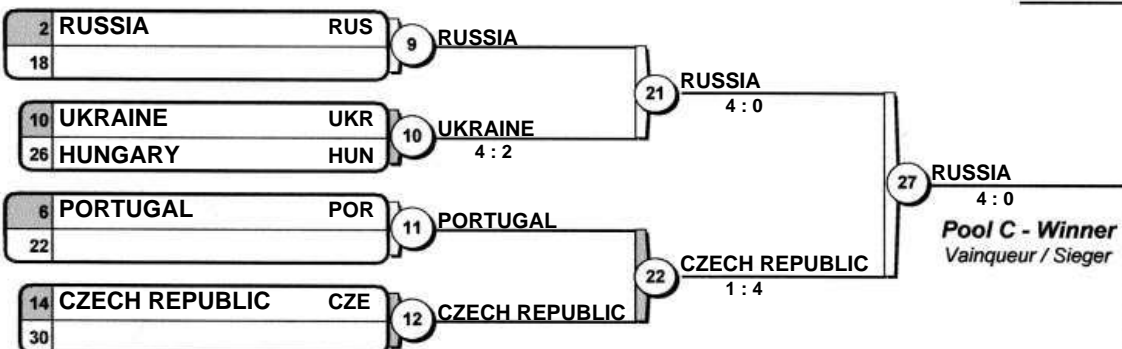 2 RUSSIA RUS
18
9 RUSSIA
10 UKRAINE UKR
26 HUNGARY HUN
10 UKRAINE
4 : 2
21 RUSSIA
4 : 0
6 PORTUGAL POR
22
11 PORTUGAL
14 CZECH REPUBLIC CZE
30
12 CZECH REPUBLIC
22 CZECH REPUBLIC
1 : 4
27 RUSSIA
4 : 0
Pool C - Winner
Vainqueur / Sieger